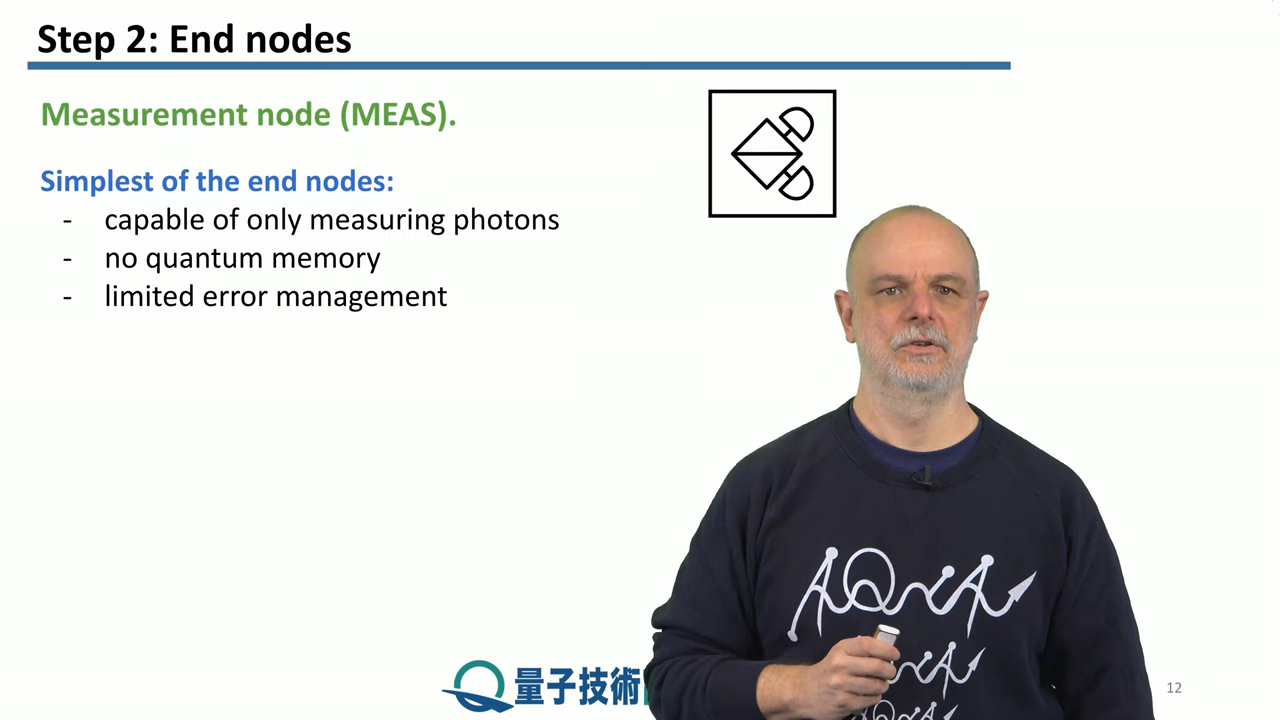 Step 2: End nodes
Measurement node (MEAS).
Simplest of the end nodes:
- capable of only measuring photons
- no quantum memory
- limited error management
AQUA
量子技術
12